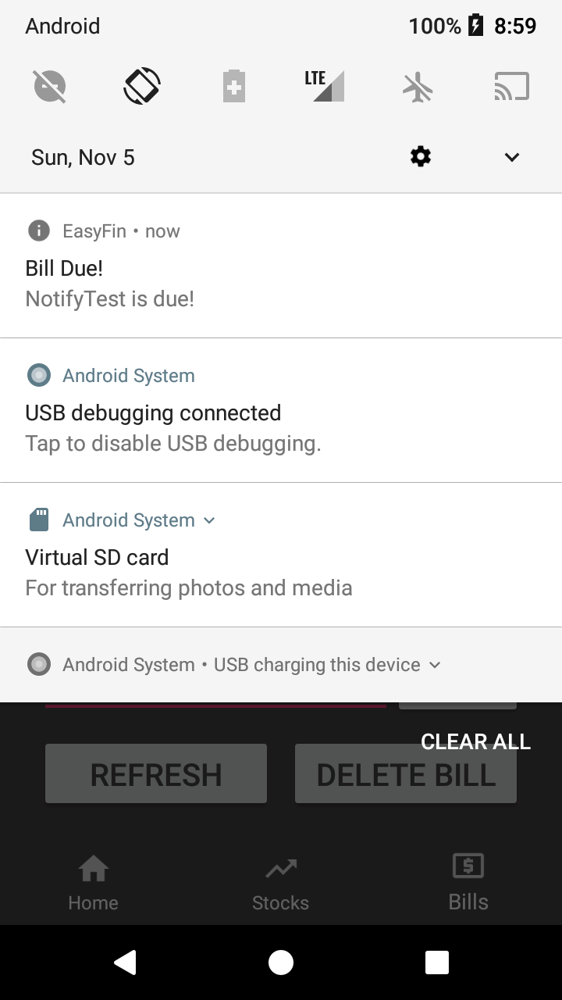 Android 100% 8:59
LTE
Sun, Nov 5
EasyFin • now
Bill Due!
NotifyTest is due!
Android System
USB debugging connected
Tap to disable USB debugging.
Android System
Virtual SD card
For transferring photos and media
Android System • USB charging this device
CLEAR ALL
REFRESH DELETE BILL
Home Stocks Bills